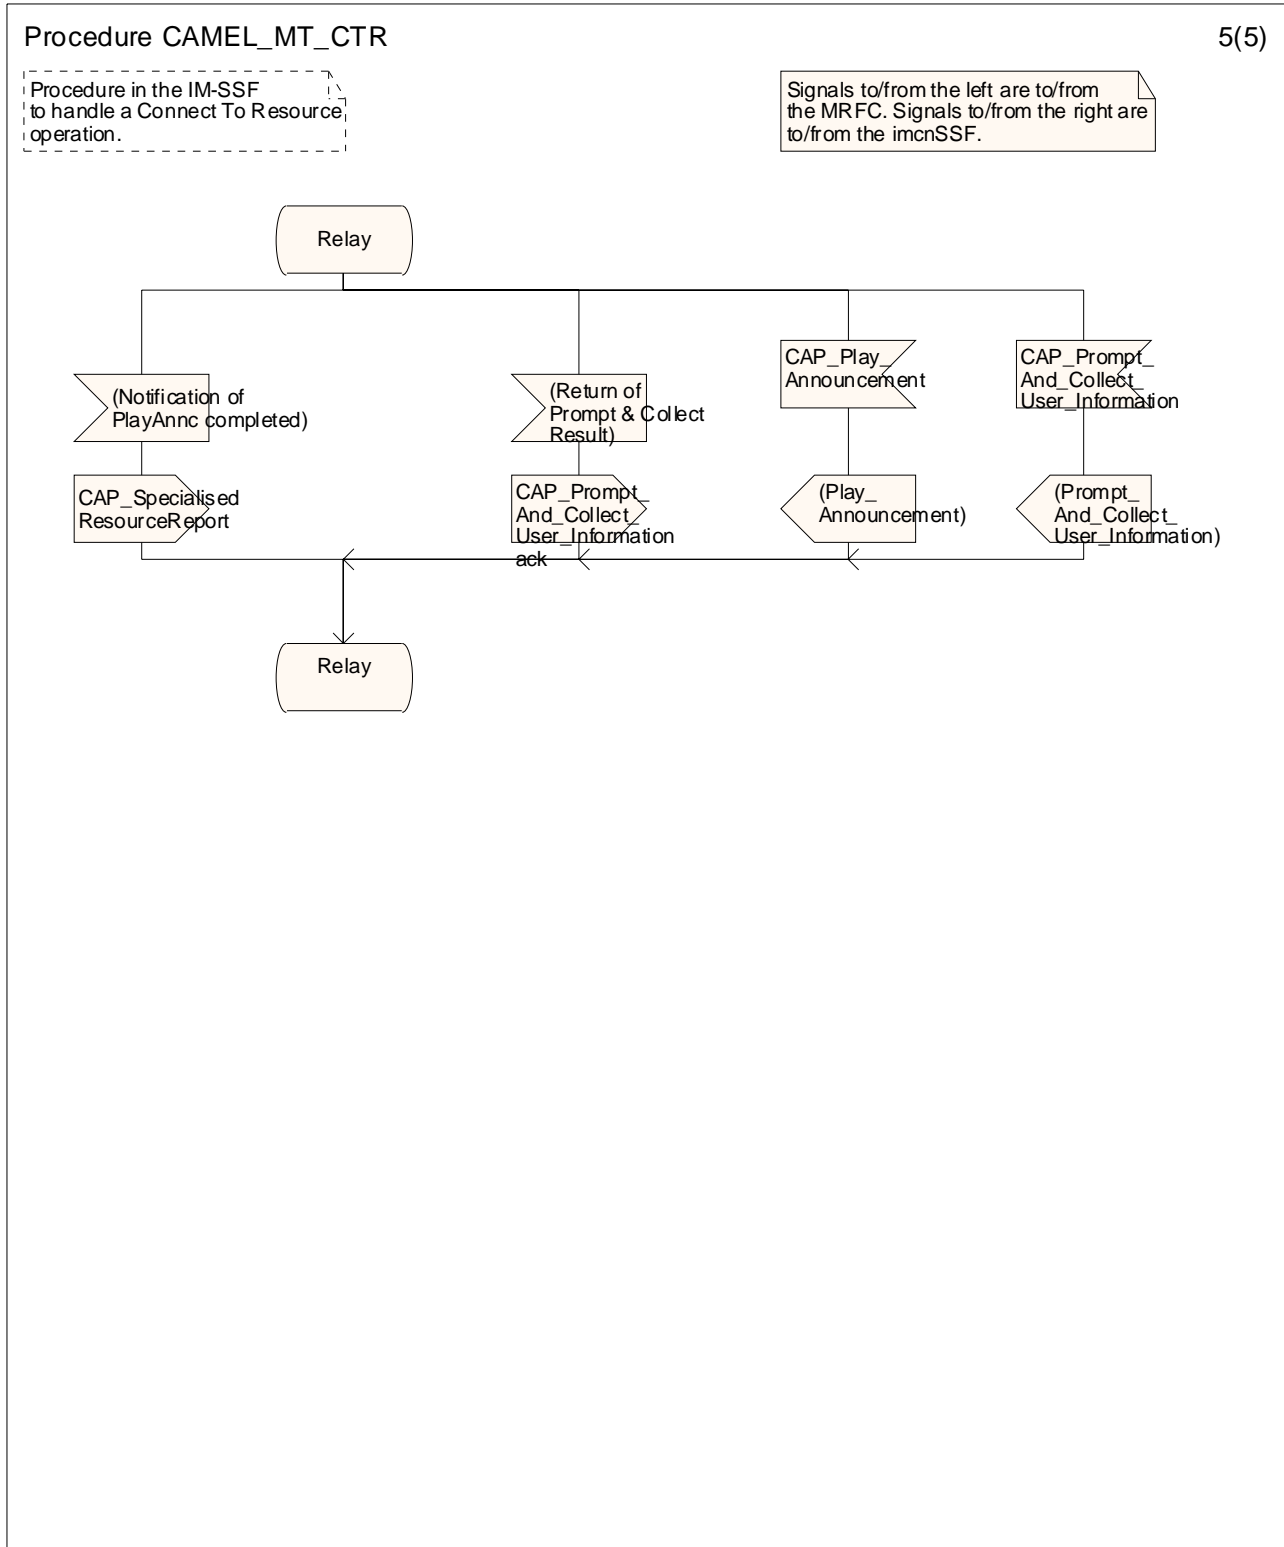 Procedure CAMEL_MT_CTR
5(5)
Procedure in the IM-SSF
to handle a Connect To Resource
operation.
Signals to/from the left are to/from
the MRFC. Signals to/from the right are
to/from the imcnSSF.
Relay
(Notification of
PlayAnnc completed)
(Return of
Prompt & Collect
Result)
CAP_Play_
Announcement
CAP_Prompt_
And_Collect_
User_Information
CAP_Specialised
ResourceReport
CAP_Prompt_
And_Collect_
User_Information
ack
(Play_
Announcement)
(Prompt_
And_Collect_
User_Information)
Relay